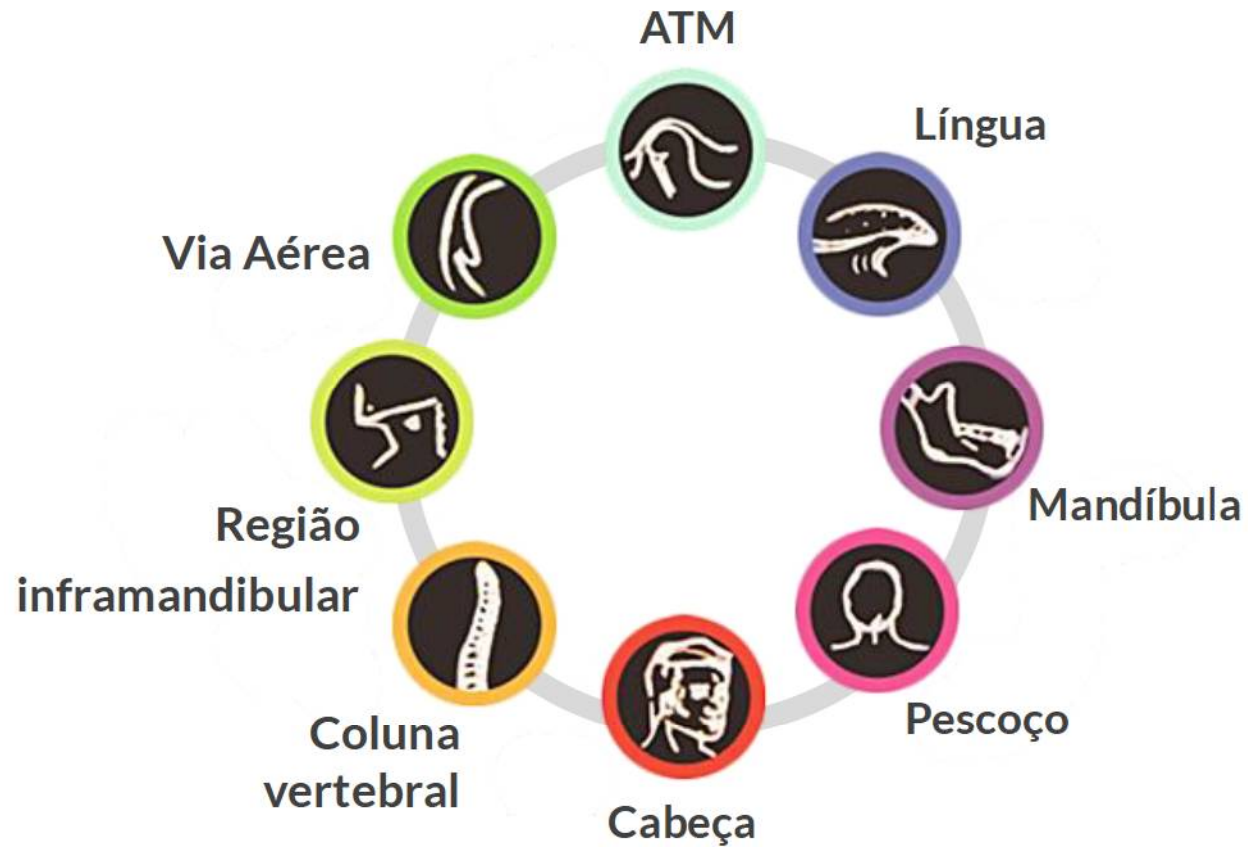 ATM
Língua
Via Aérea
Mandíbula
Região
inframandibular
Pescoço
Coluna
vertebral
Cabeça